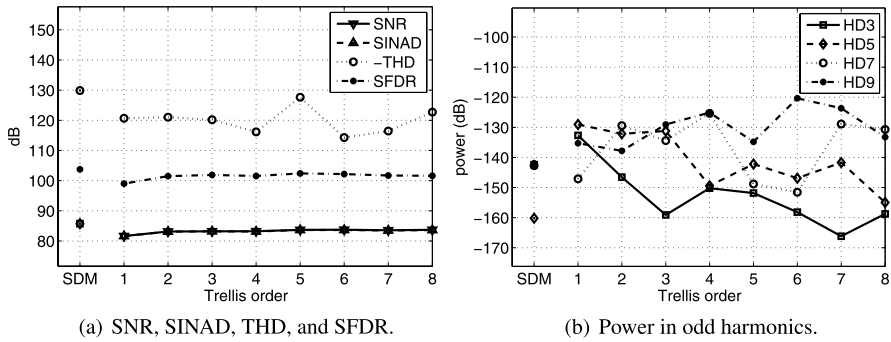 150
140
130
120
110
100
90
80
dB
SDM 1 2 3 4 5 6 7 8
Trellis order
SNR
SINAD
−THD
SFDR
(a) SNR, SINAD, THD, and SFDR.
−100
−110
−120
−130
−140
−150
−160
−170
power (dB)
SDM 1 2 3 4 5 6 7 8
Trellis order
HD3
HD5
HD7
HD9
(b) Power in odd harmonics.